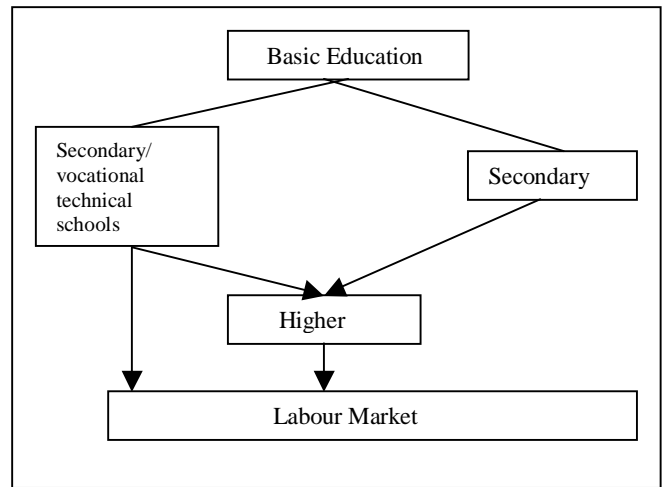 Basic Education
Secondary/
vocational
technical
schools
Secondary
Higher
Labour Market